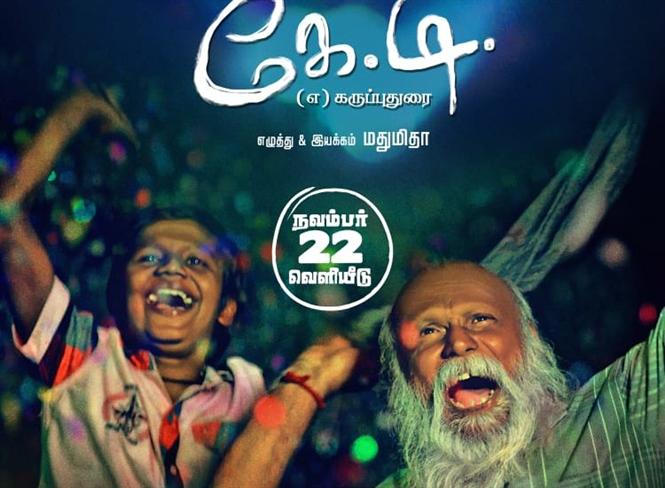 கே.டி.
(எ) கருப்புதுரை
எழுத்து & இயக்கம் மதுமிதா
நவம்பர்
22
வெளியீடு